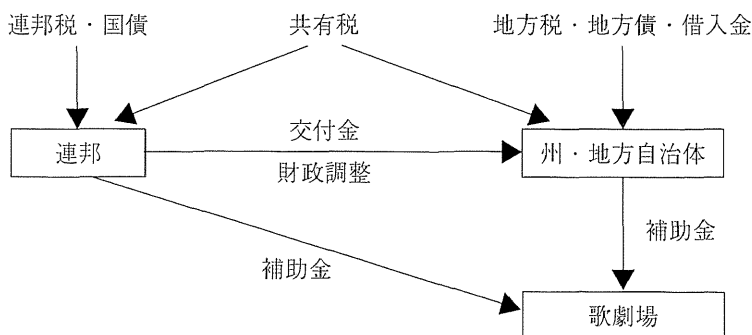 連邦税・国債
共有税
地方税・地方債・借入金
連邦
交付金
財政調整
州・地方自治体
補助金
補助金
歌劇場